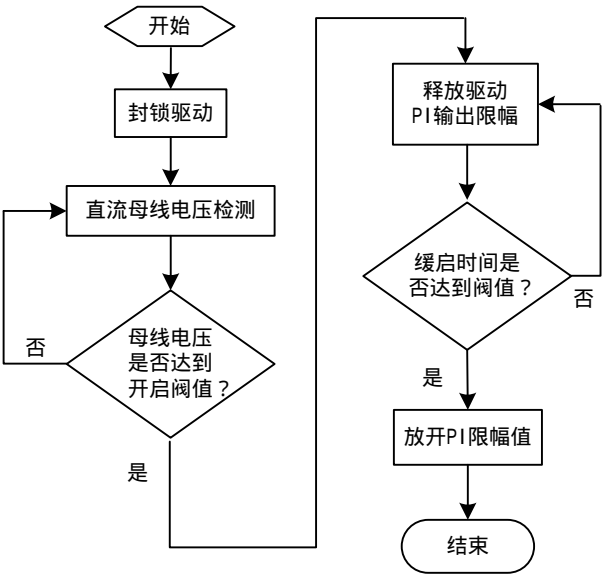 开始
封锁驱动
直流母线电压检测
母线电压
是否达到
开启阀值？
否
是
释放驱动
PI输出限幅
缓启时间是
否达到阀值？
否
是
放开PI限幅值
结束